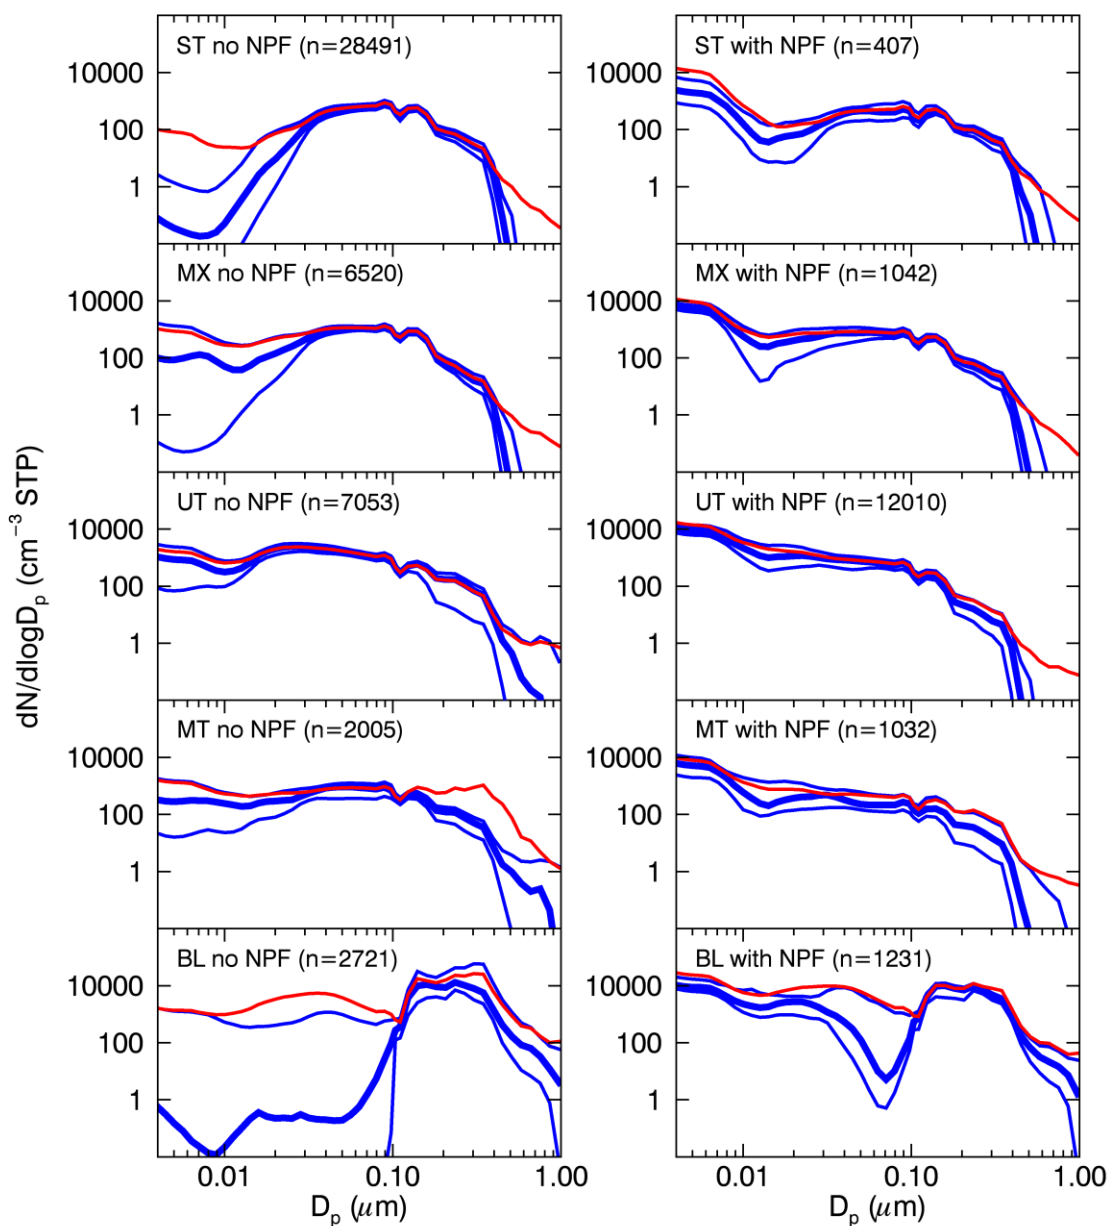 ST no NPF (n=28491)
ST with NPF (n=407)
10000
100
1
10000
100
1
MX no NPF (n=6520)
MX with NPF (n=1042)
10000
100
1
10000
100
1
UT no NPF (n=7053)
UT with NPF (n=12010)
10000
100
1
10000
100
1
MT no NPF (n=2005)
MT with NPF (n=1032)
10000
100
1
10000
100
1
BL no NPF (n=2721)
BL with NPF (n=1231)
10000
100
1
10000
100
1
dN/dlogDₚ (cm⁻³ STP)
0.01 0.10 1.00
0.01 0.10 1.00
Dₚ (μm)
Dₚ (μm)